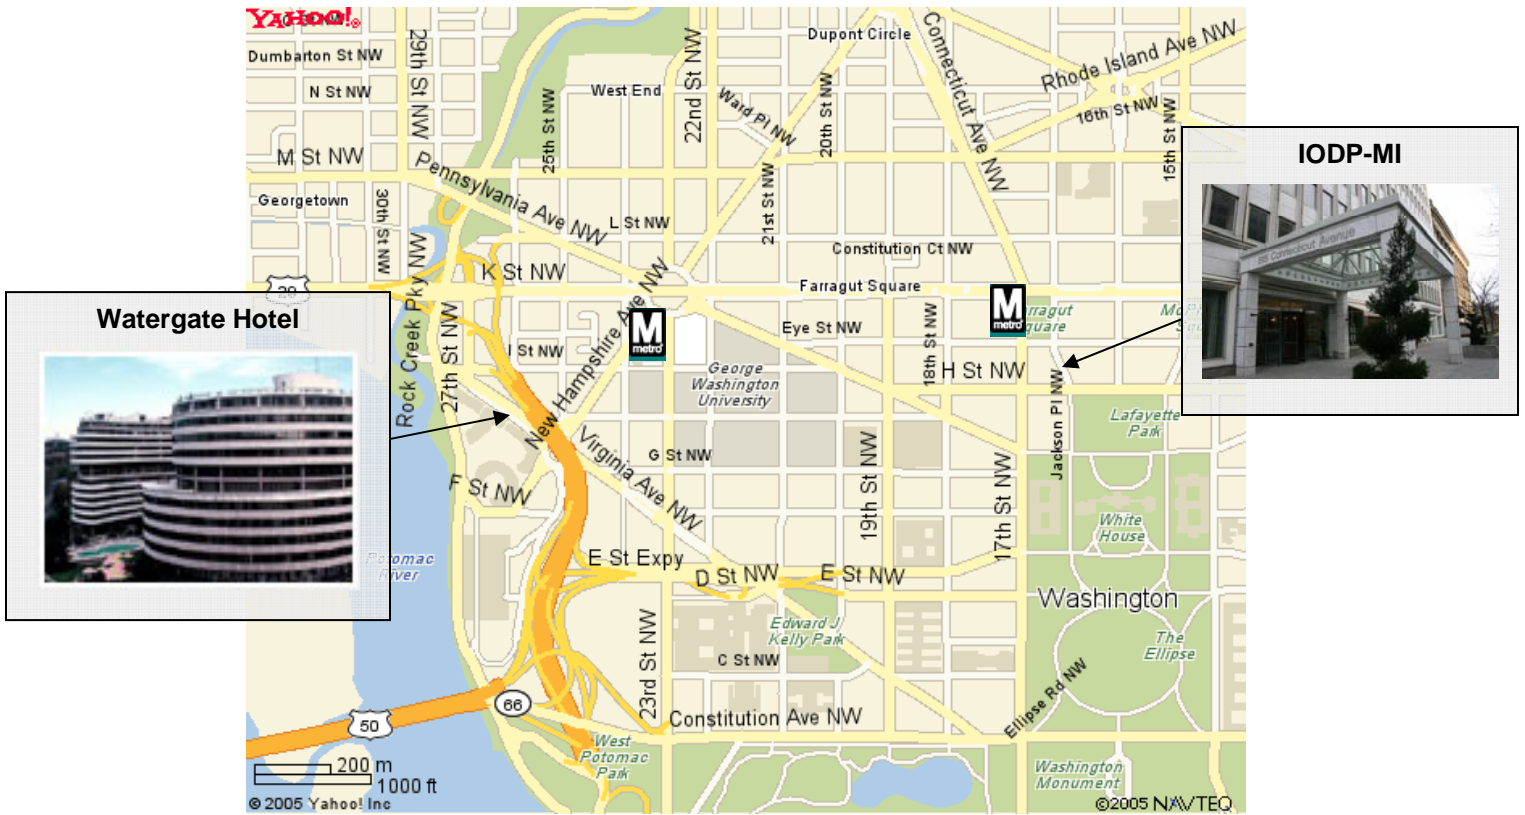 YAHOO!®
Dumbarton St NW
N St NW
M St NW
Georgetown
29th St NW
30th St NW
Pennsylvania Ave NW
25th St NW
West End
22nd St NW
Ward Pl NW
Dupont Circle
20th St NW
21st St NW
Connecticut Ave NW
Rhode Island Ave NW
16th St NW
15th St NW
L St NW
K St NW
Constitution Ct NW
Farragut Square
Eye St NW
18th St NW
H St NW
M
metro
M
metro
Rock Creek Pky NW
27th St NW
I St NW
New Hampshire Ave NW
George
Washington
University
Jackson Pl NW
Lafayette
Park
Virginia Ave NW
G St NW
F St NW
19th St NW
17th St NW
White
House
E St Expy
D St NW
E St NW
Washington
Edward J
Kelly Park
The
Ellipse
C St NW
23rd St NW
Constitution Ave NW
Ellipse Rd NW
66
50
West
Potomac
Park
Washington
Monument
Potomac
River
200 m
1000 ft
© 2005 Yahoo! Inc
©2005 NAVTEQ
Watergate Hotel
IODP-MI
Connecticut Avenue